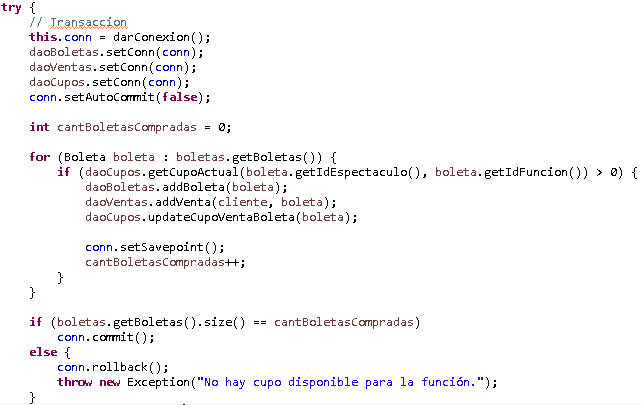 try {
// Transaccion
this.conn = darConexion();
daoBoletas.setConn(conn);
daoVentas.setConn(conn);
daoCupos.setConn(conn);
conn.setAutoCommit(false);
int cantBoletasCompradas = 0;
for (Boleta boleta : boletas.getBoletas()) {
if (daoCupos.getCupoActual(boleta.getIdEspectaculo(), boleta.getIdFuncion()) > 0) {
daoBoletas.addBoleta(boleta);
daoVentas.addVenta(cliente, boleta);
daoCupos.updateCupoVentaBoleta(boleta);
conn.setSavepoint();
cantBoletasCompradas++;
}
}
if (boletas.getBoletas().size() == cantBoletasCompradas)
conn.commit();
else {
conn.rollback();
throw new Exception("No hay cupo disponible para la función.");
}